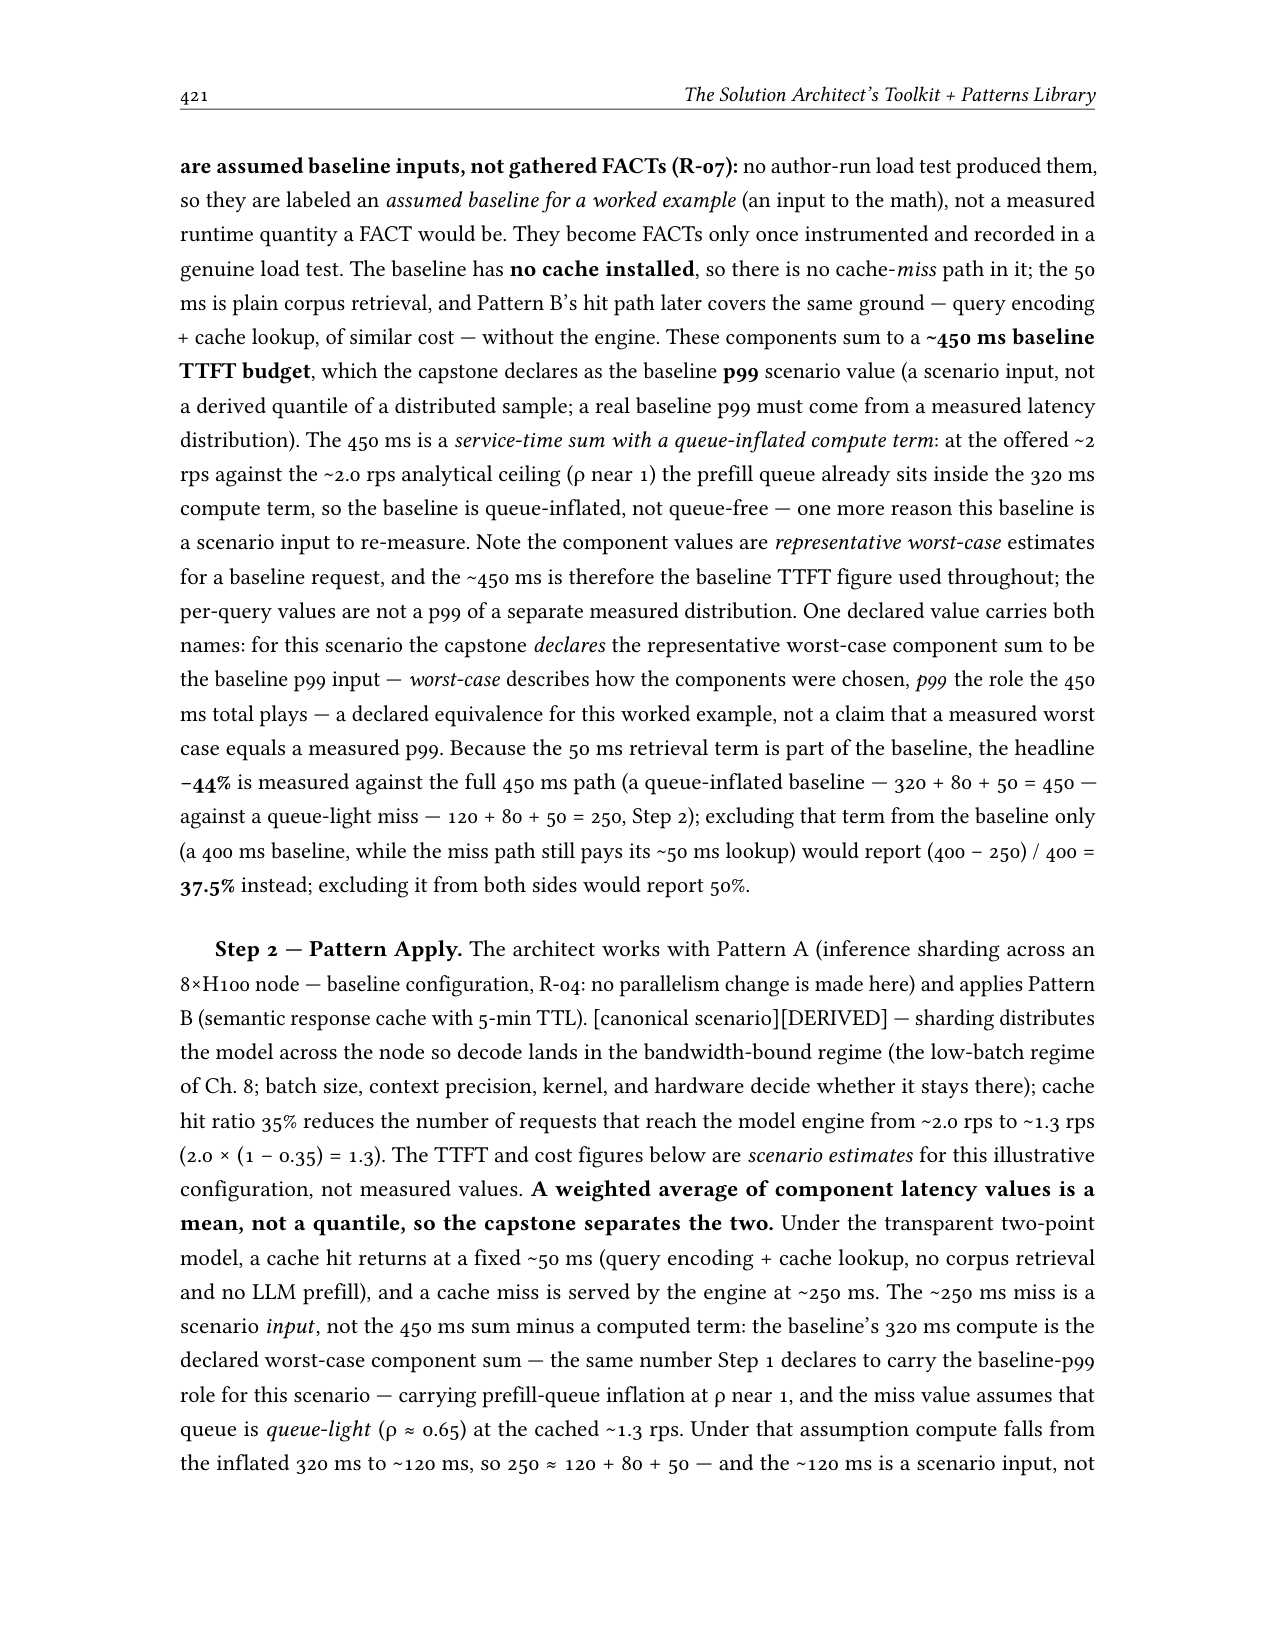 421
The Solution Architect's Toolkit + Patterns Library
are assumed baseline inputs, not gathered FACTs (R-07): no author-run load test produced them,
so they are labeled an assumed baseline for a worked example (an input to the math), not a measured
runtime quantity a FACT would be. They become FACTs only once instrumented and recorded in a
genuine load test. The baseline has no cache installed, so there is no cache-miss path in it; the 50
ms is plain corpus retrieval, and Pattern B's hit path later covers the same ground — query encoding
+ cache lookup, of similar cost — without the engine. These components sum to a ~450 ms baseline
TTFT budget, which the capstone declares as the baseline p99 scenario value (a scenario input, not
a derived quantile of a distributed sample; a real baseline p99 must come from a measured latency
distribution). The 450 ms is a service-time sum with a queue-inflated compute term: at the offered ~2
rps against the ~2.0 rps analytical ceiling (ρ near 1) the prefill queue already sits inside the 320 ms
compute term, so the baseline is queue-inflated, not queue-free — one more reason this baseline is
a scenario input to re-measure. Note the component values are representative worst-case estimates
for a baseline request, and the ~450 ms is therefore the baseline TTFT figure used throughout; the
per-query values are not a p99 of a separate measured distribution. One declared value carries both
names: for this scenario the capstone declares the representative worst-case component sum to be
the baseline p99 input — worst-case describes how the components were chosen, p99 the role the 450
ms total plays — a declared equivalence for this worked example, not a claim that a measured worst
case equals a measured p99. Because the 50 ms retrieval term is part of the baseline, the headline
−44% is measured against the full 450 ms path (a queue-inflated baseline — 320 + 80 + 50 = 450 —
against a queue-light miss — 120 + 80 + 50 = 250, Step 2); excluding that term from the baseline only
(a 400 ms baseline, while the miss path still pays its ~50 ms lookup) would report (400 − 250) / 400 =
37.5% instead; excluding it from both sides would report 50%.
Step 2 — Pattern Apply. The architect works with Pattern A (inference sharding across an
8×H100 node — baseline configuration, R-04: no parallelism change is made here) and applies Pattern
B (semantic response cache with 5-min TTL). [canonical scenario][DERIVED] — sharding distributes
the model across the node so decode lands in the bandwidth-bound regime (the low-batch regime
of Ch. 8; batch size, context precision, kernel, and hardware decide whether it stays there); cache
hit ratio 35% reduces the number of requests that reach the model engine from ~2.0 rps to ~1.3 rps
(2.0 × (1 − 0.35) = 1.3). The TTFT and cost figures below are scenario estimates for this illustrative
configuration, not measured values. A weighted average of component latency values is a
mean, not a quantile, so the capstone separates the two. Under the transparent two-point
model, a cache hit returns at a fixed ~50 ms (query encoding + cache lookup, no corpus retrieval
and no LLM prefill), and a cache miss is served by the engine at ~250 ms. The ~250 ms miss is a
scenario input, not the 450 ms sum minus a computed term: the baseline's 320 ms compute is the
declared worst-case component sum — the same number Step 1 declares to carry the baseline-p99
role for this scenario — carrying prefill-queue inflation at ρ near 1, and the miss value assumes that
queue is queue-light (ρ ≈ 0.65) at the cached ~1.3 rps. Under that assumption compute falls from
the inflated 320 ms to ~120 ms, so 250 ≈ 120 + 80 + 50 — and the ~120 ms is a scenario input, not